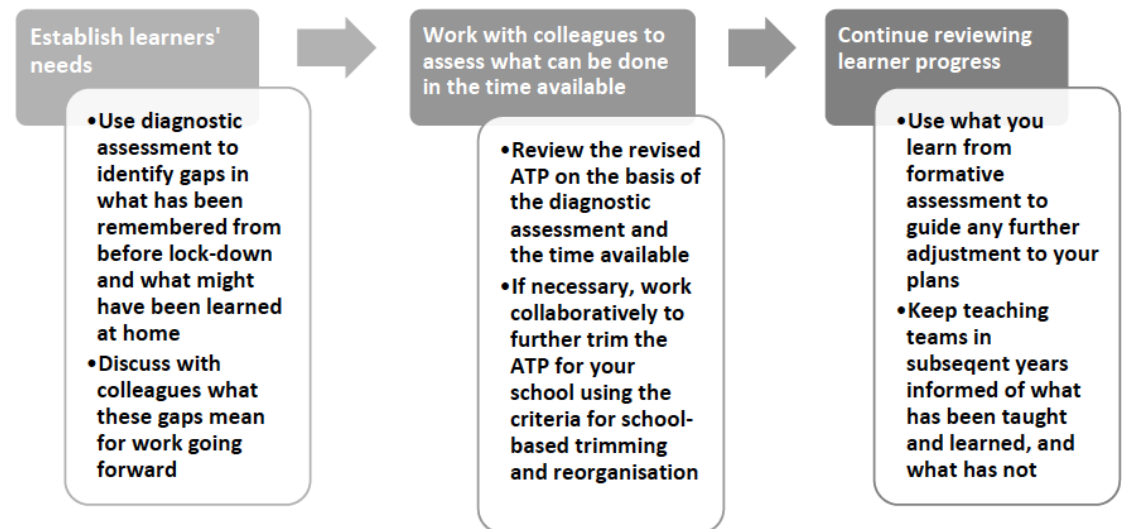 Establish learners'
needs
•Use diagnostic
assessment to
identify gaps in
what has been
remembered from
before lock-down
and what might
have been learned
at home
•Discuss with
colleagues what
these gaps mean
for work going
forward
Work with colleagues to
assess what can be done
in the time available
•Review the revised
ATP on the basis of
the diagnostic
assessment and
the time available
•If necessary, work
collaboratively to
further trim the
ATP for your
school using the
criteria for school-
based trimming
and reorganisation
Continue reviewing
learner progress
•Use what you
learn from
formative
assessment to
guide any further
adjustment to your
plans
•Keep teaching
teams in
subseqent years
informed of what
has been taught
and learned, and
what has not